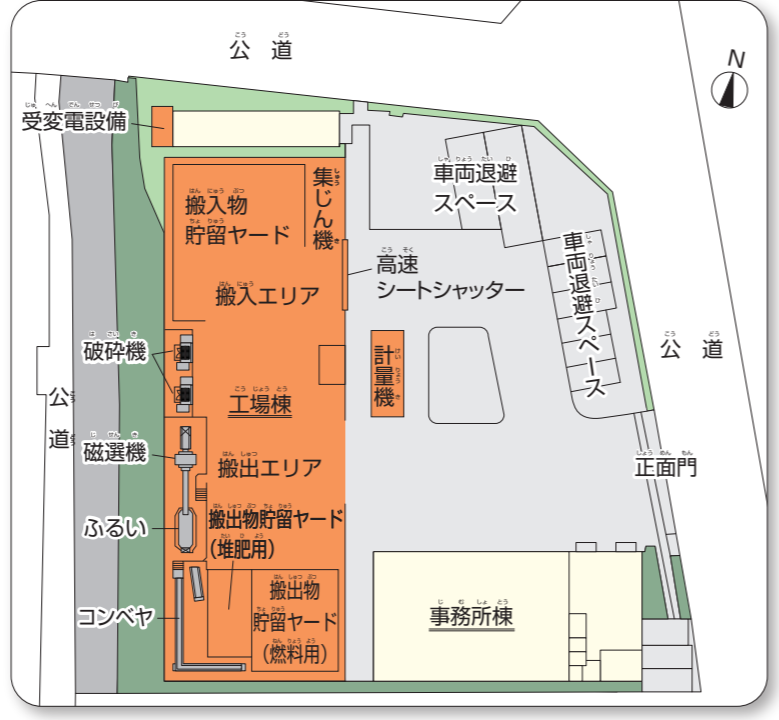 公道
N
受変電設備
搬入物
貯留ヤード
集じん機
車両退避
スペース
高速
シートシャッター
車両退避スペース
搬入エリア
破砕機
計量機
公道
工場棟
公道
磁選機
搬出エリア
正面門
搬出物貯留ヤード
(堆肥用)
ふるい
搬出物
貯留ヤード
(燃料用)
コンベヤ
事務所棟